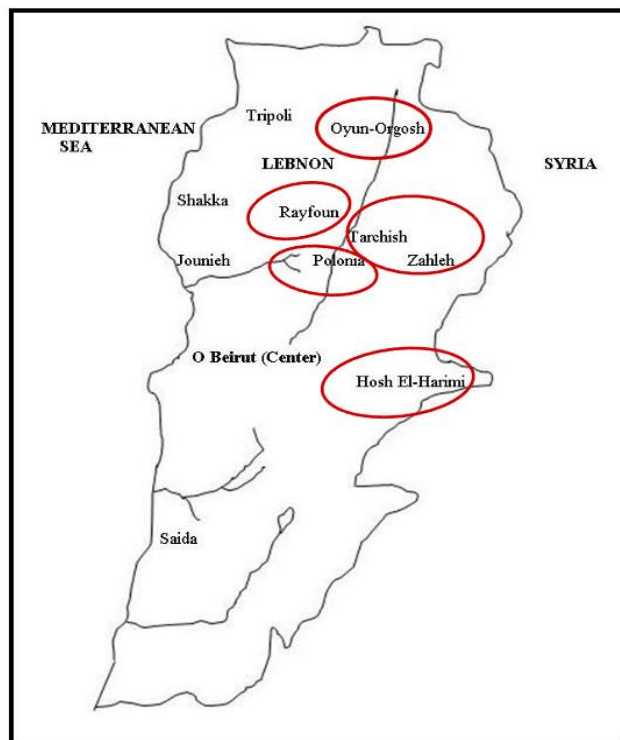 Tripoli
Oyun-Orgosh
MEDITERRANEAN
SEA
LEBNON
SYRIA
Shakka
Rayfoun
Tarchish
Jounieh
Polonia
Zahleh
O Beirut (Center)
Hosh El-Harimi
Saida